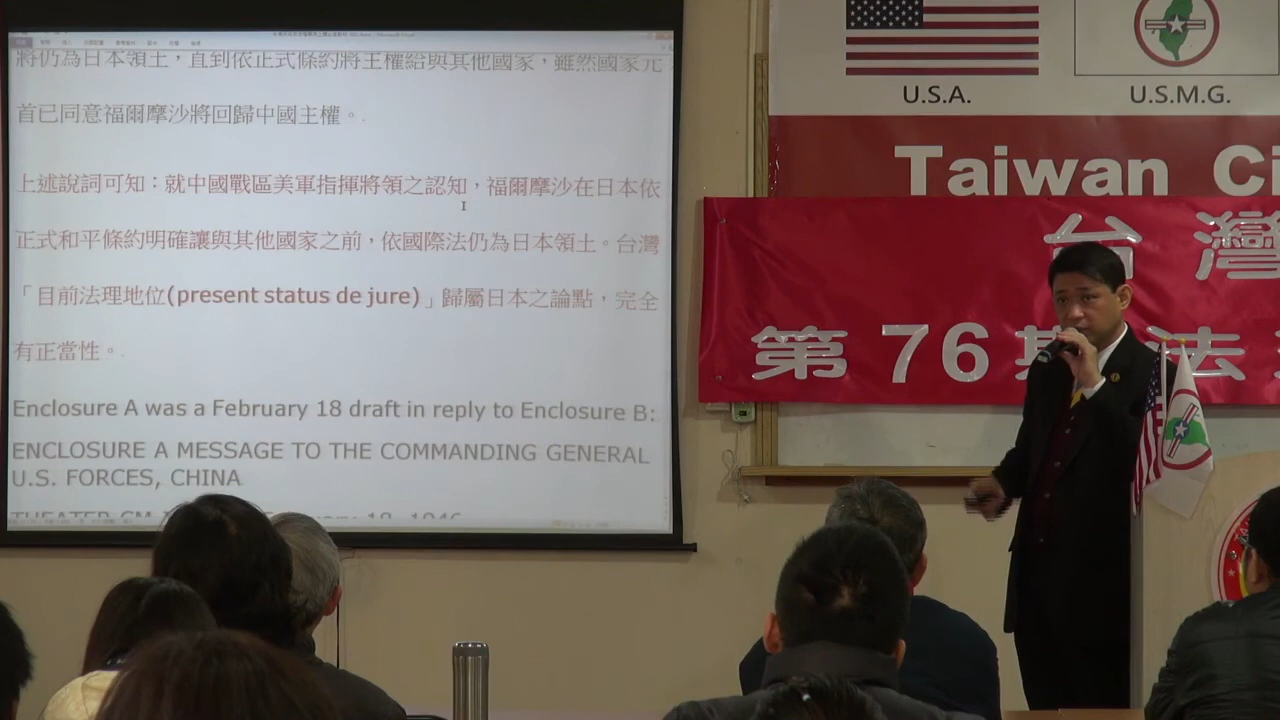 將仍為日本領土，直到依正式條約將王權給與其他國家，雖然國家元
首已同意福爾摩沙將回歸中國主權。
上述說詞可知：就中國戰區美軍指揮將領之認知，福爾摩沙在日本依
正式和平條約明確讓與其他國家之前，依國際法仍為日本領土。台灣
「目前法理地位(present status de jure)」歸屬日本之論點，完全
有正當性。
Enclosure A was a February 18 draft in reply to Enclosure B:
ENCLOSURE A MESSAGE TO THE COMMANDING GENERAL
U.S. FORCES, CHINA
U.S.A.
U.S.M.G.
Taiwan Ci
台灣
第 76 期 法